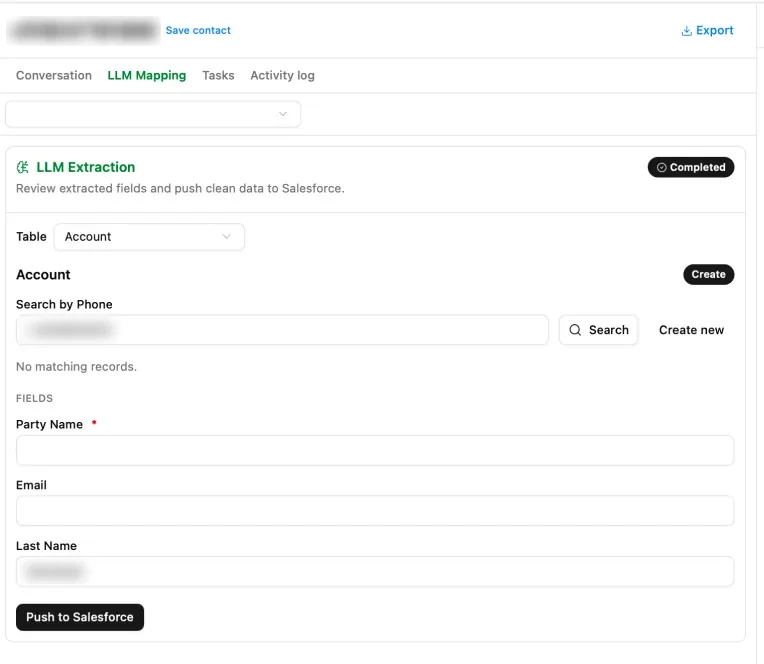 Save contact
Export
Conversation LLM Mapping Tasks Activity log
LLM Extraction
Completed
Review extracted fields and push clean data to Salesforce.
Table Account
Account
Create
Search by Phone
Search Create new
No matching records.
FIELDS
Party Name *
Email
Last Name
Push to Salesforce